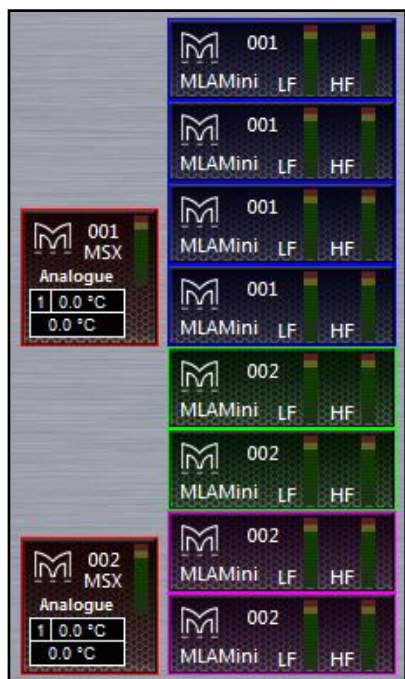 001
MLAMini LF HF
001
MLAMini LF HF
001
MLAMini LF HF
001
MLAMini LF HF
001
MSX
Analogue
1 0.0 °C
0.0 °C
002
MLAMini LF HF
002
MLAMini LF HF
002
MLAMini LF HF
002
MLAMini LF HF
002
MSX
Analogue
1 0.0 °C
0.0 °C